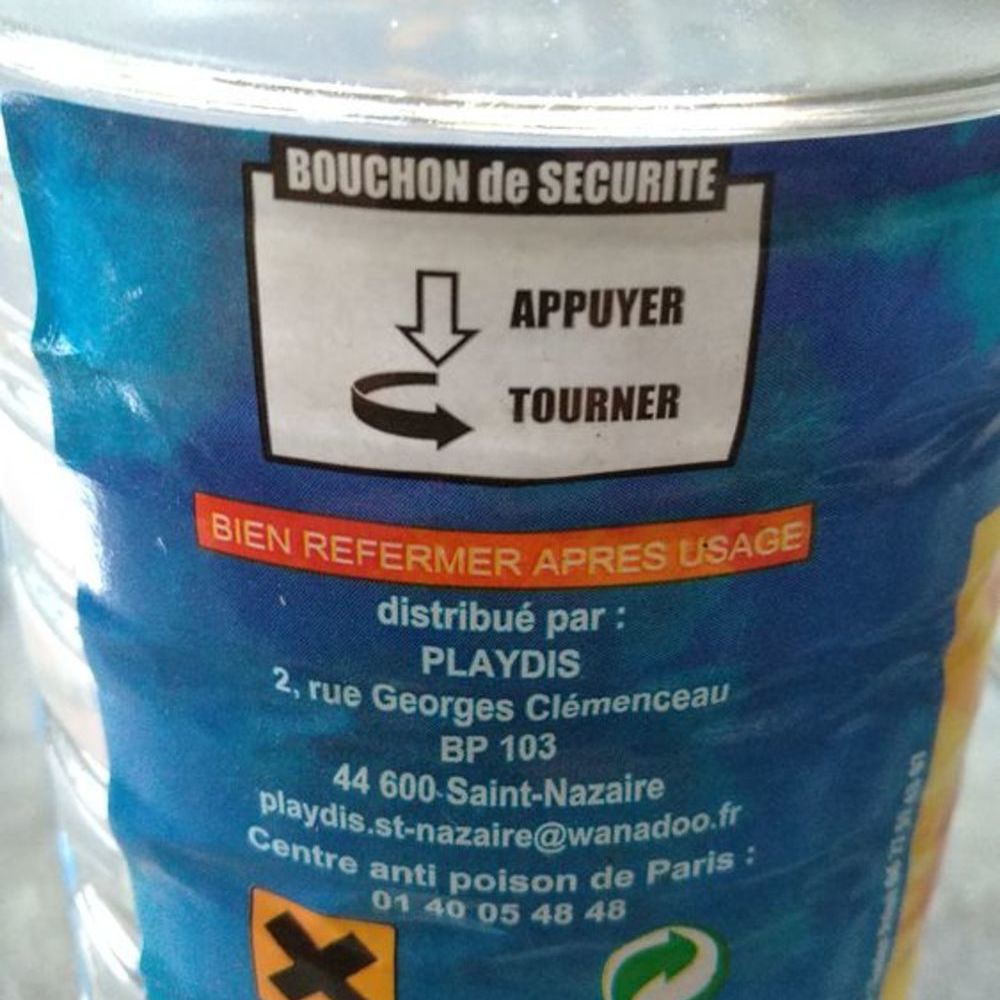 BOUCHON de SECURITE
APPUYER
TOURNER
BIEN REFERMER APRES USAGE
distribué par :
PLAYDIS
2, rue Georges Clémenceau
BP 103
44 600 Saint-Nazaire
playdis.st-nazaire@wanadoo.fr
Centre anti poison de Paris :
01 40 05 48 48